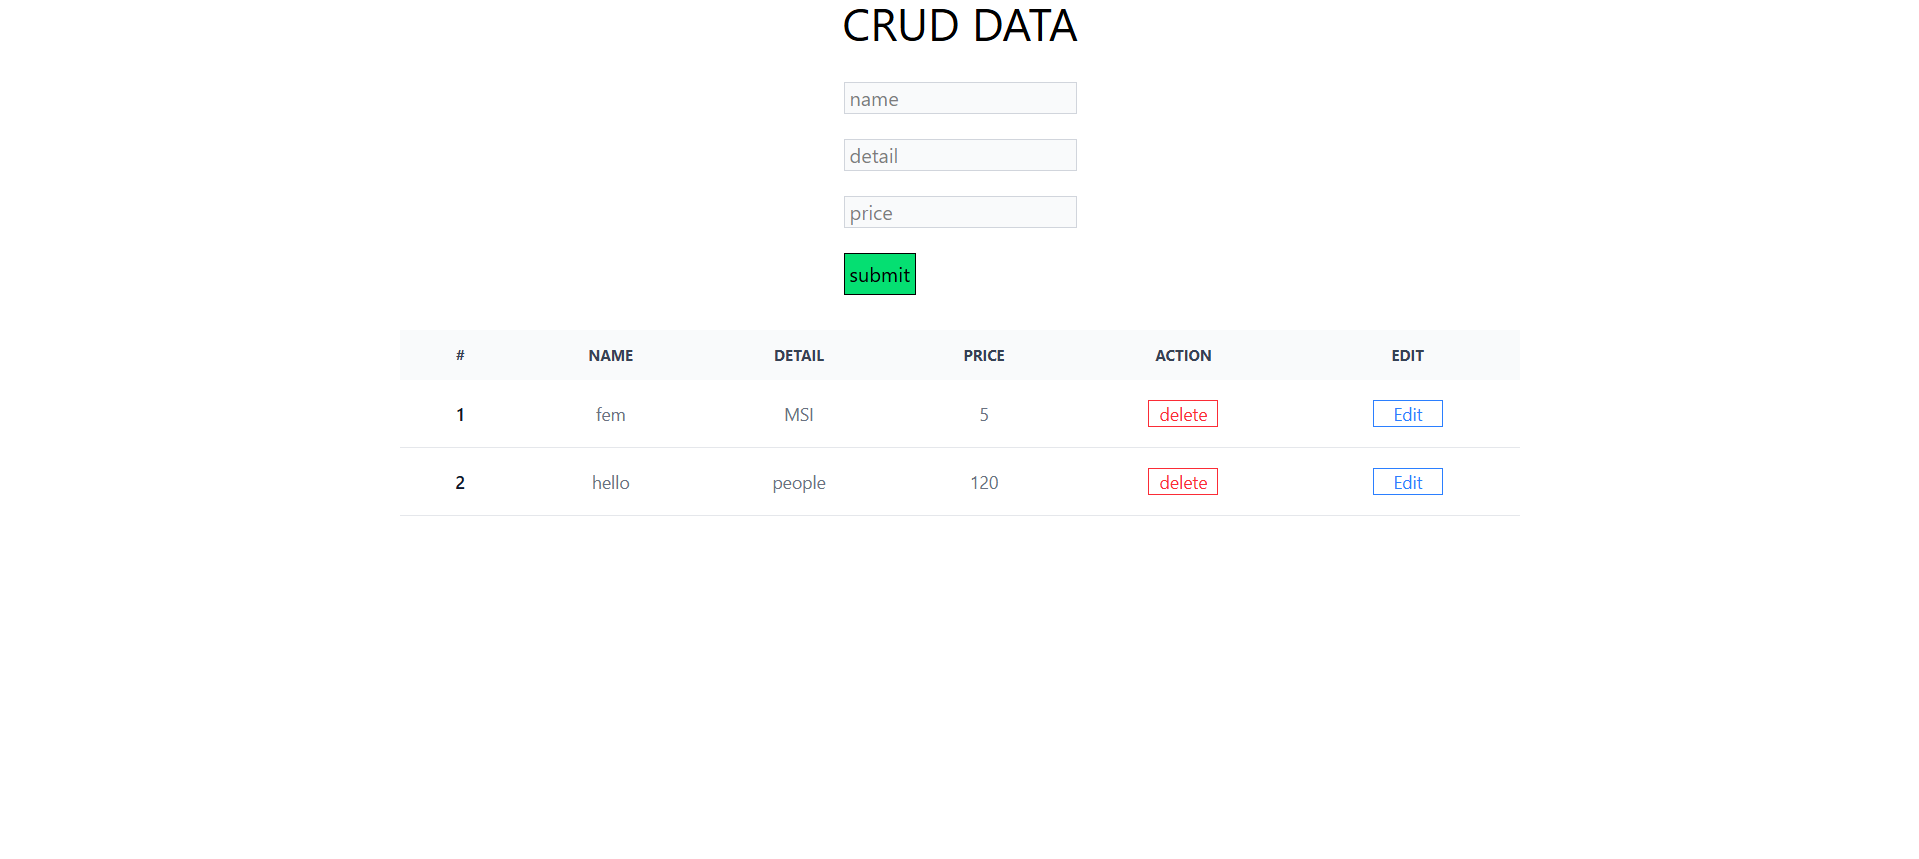 CRUD DATA
name
detail
price
submit
# NAME DETAIL PRICE ACTION EDIT
1 fem MSI 5 delete Edit
2 hello people 120 delete Edit